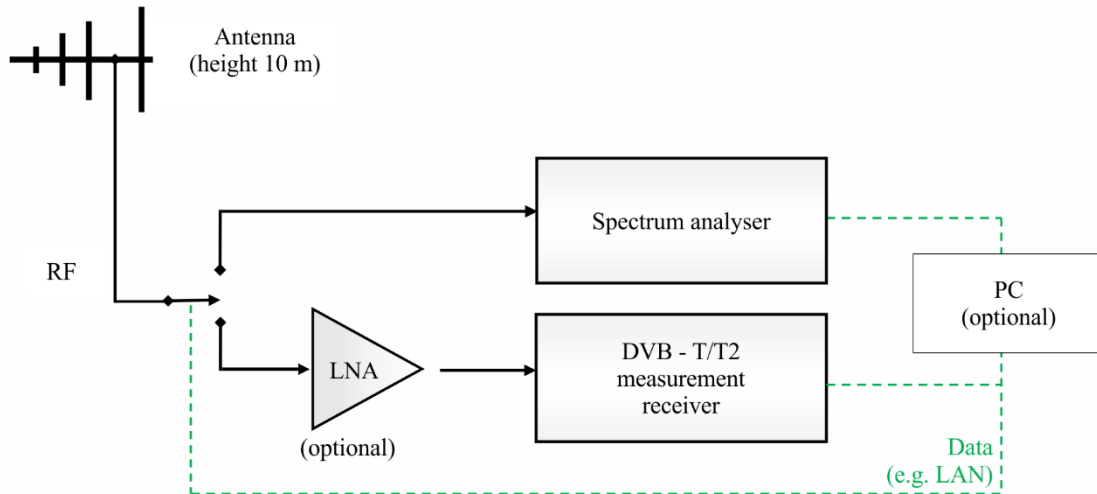 Antenna
(height 10 m)
Spectrum analyser
RF
PC
(optional)
LNA
(optional)
DVB - T/T2
measurement
receiver
Data
(e.g. LAN)